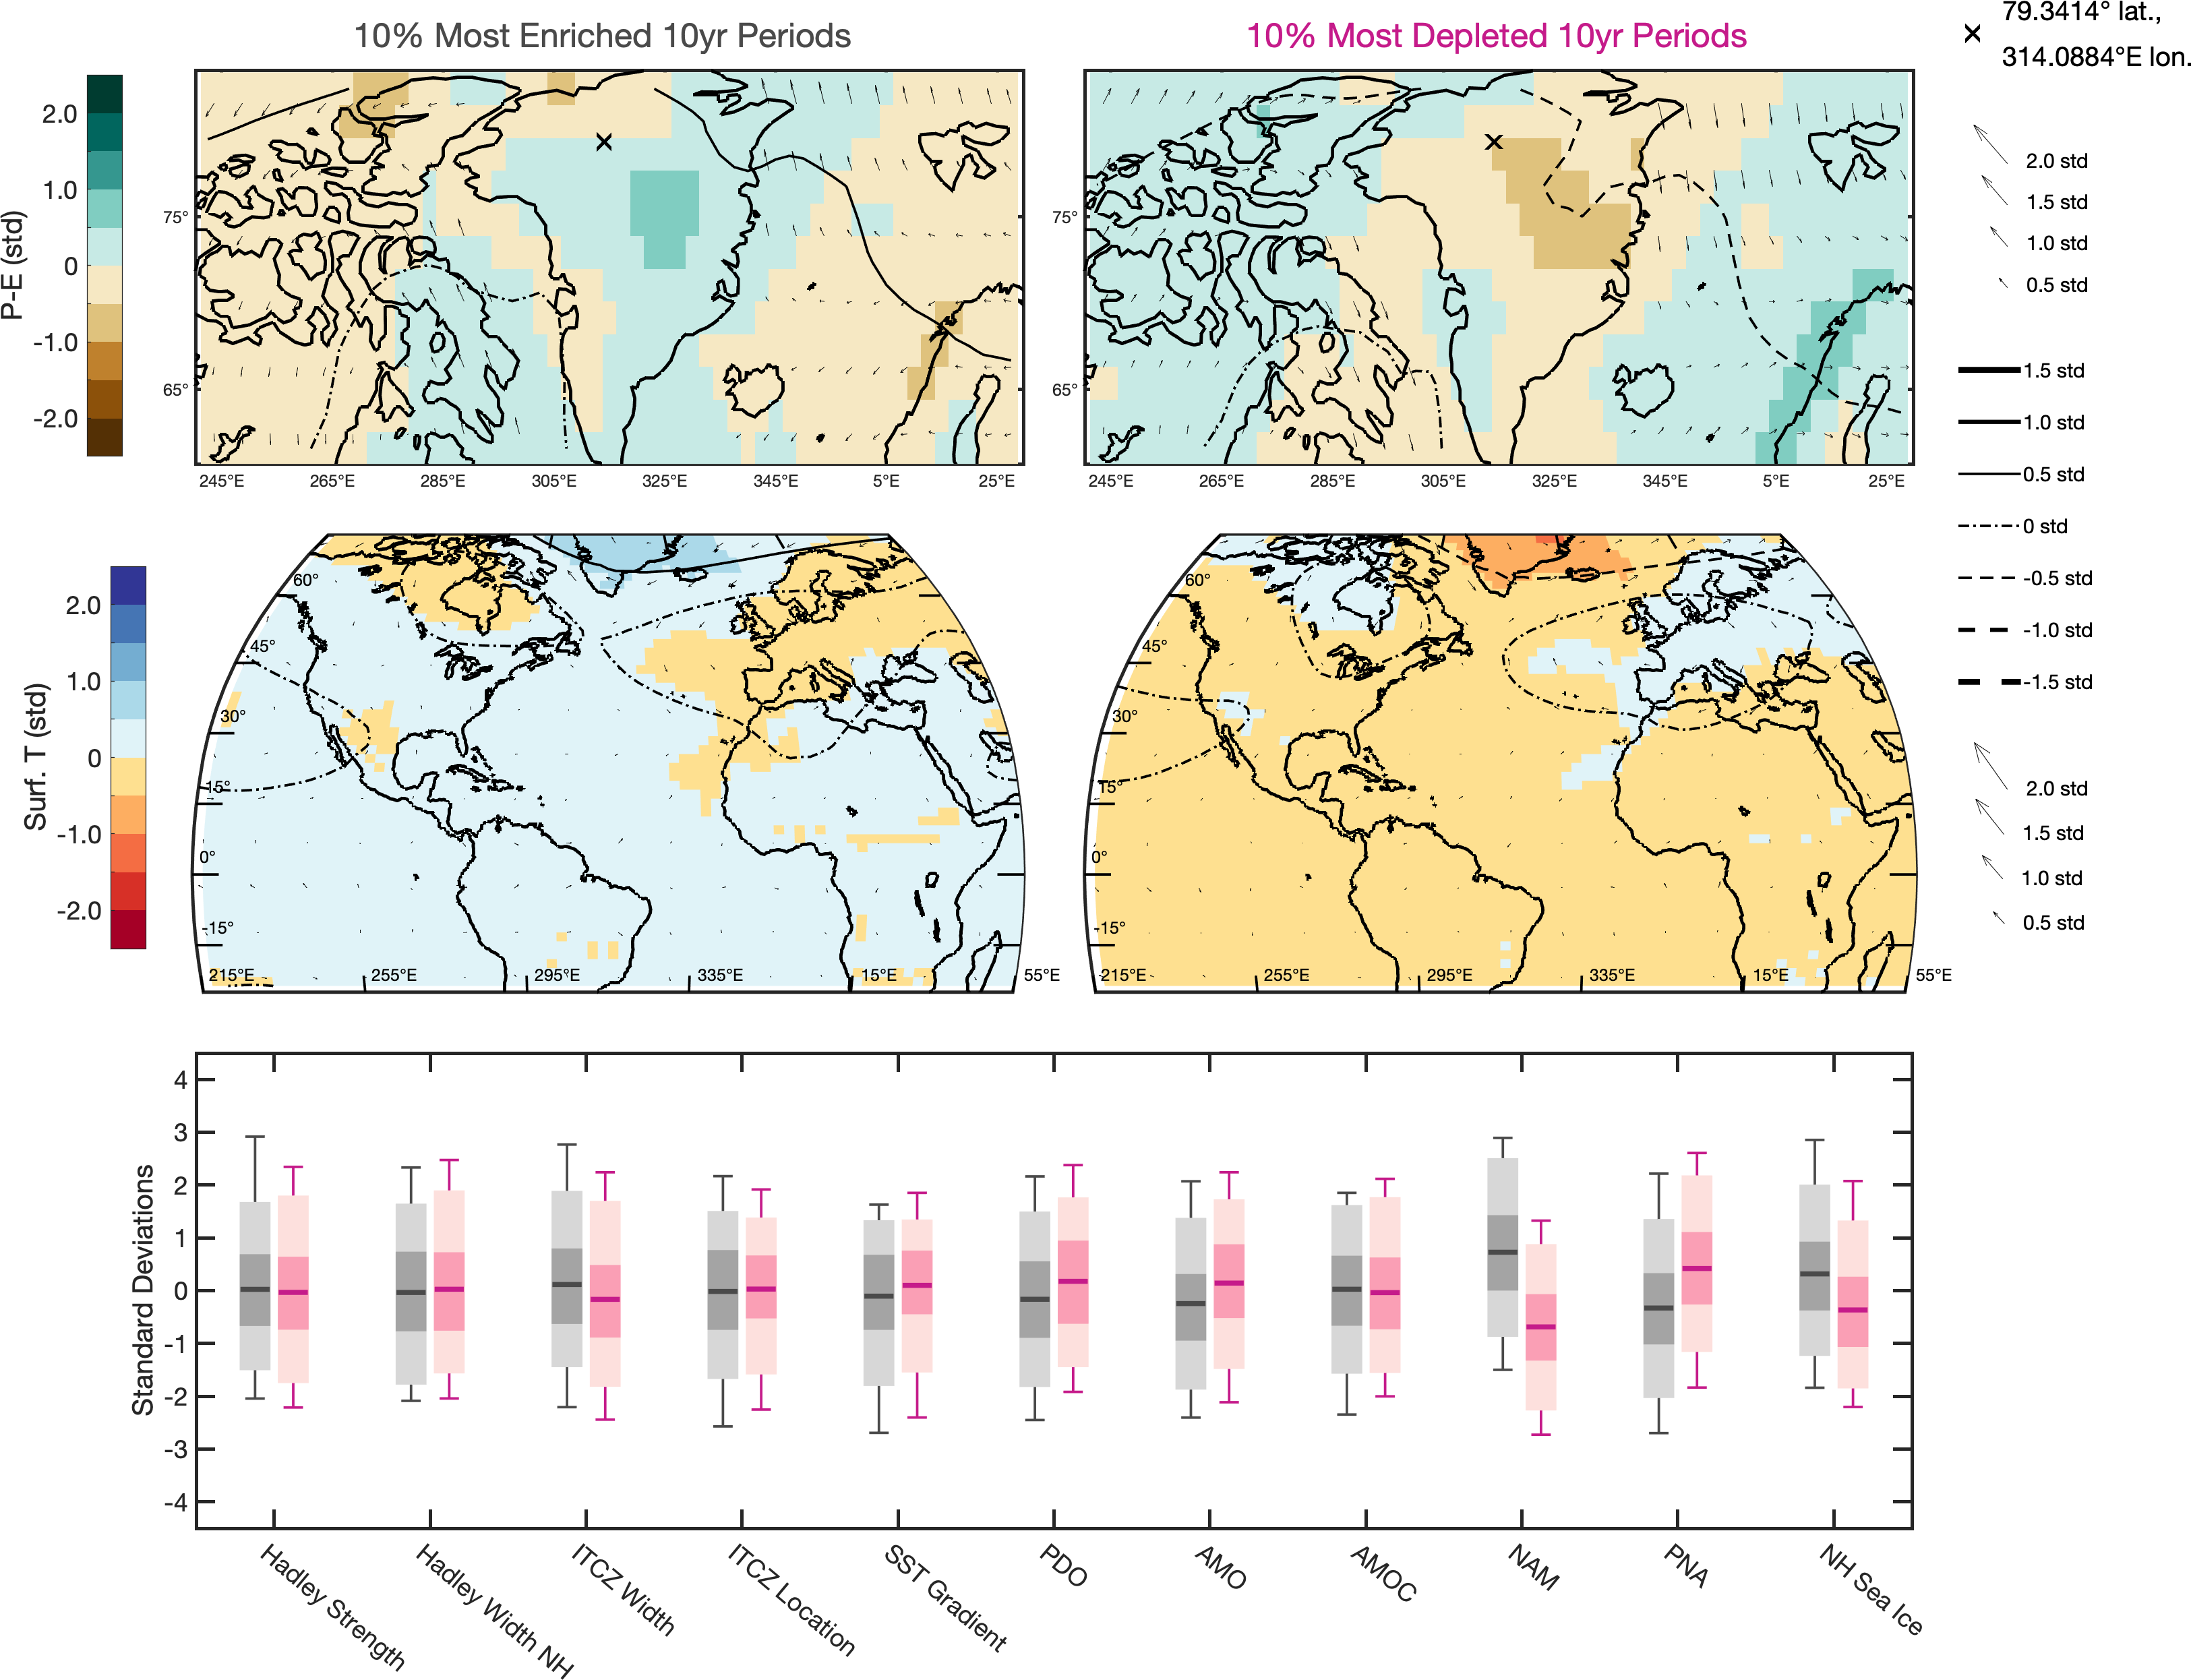 10% Most Enriched 10yr Periods
10% Most Depleted 10yr Periods
79.3414° lat.,
314.0884°E lon.
P-E (std)
2.0
1.0
0
-1.0
-2.0
75°
65°
245°E 265°E 285°E 305°E 325°E 345°E 5°E 25°E
75°
65°
245°E 265°E 285°E 305°E 325°E 345°E 5°E 25°E
2.0 std
1.5 std
1.0 std
0.5 std
1.5 std
1.0 std
0.5 std
0 std
-0.5 std
-1.0 std
-1.5 std
Surf. T (std)
2.0
1.0
0
-1.0
-2.0
60°
45°
30°
15°
0°
-15°
215°E 255°E 295°E 335°E 15°E 55°E
60°
45°
30°
15°
0°
-15°
215°E 255°E 295°E 335°E 15°E 55°E
2.0 std
1.5 std
1.0 std
0.5 std
Standard Deviations
4
3
2
1
0
-1
-2
-3
-4
Hadley Strength
Hadley Width NH
ITCZ Width
ITCZ Location
SST Gradient
PDO
AMO
AMOC
NAM
PNA
NH Sea Ice